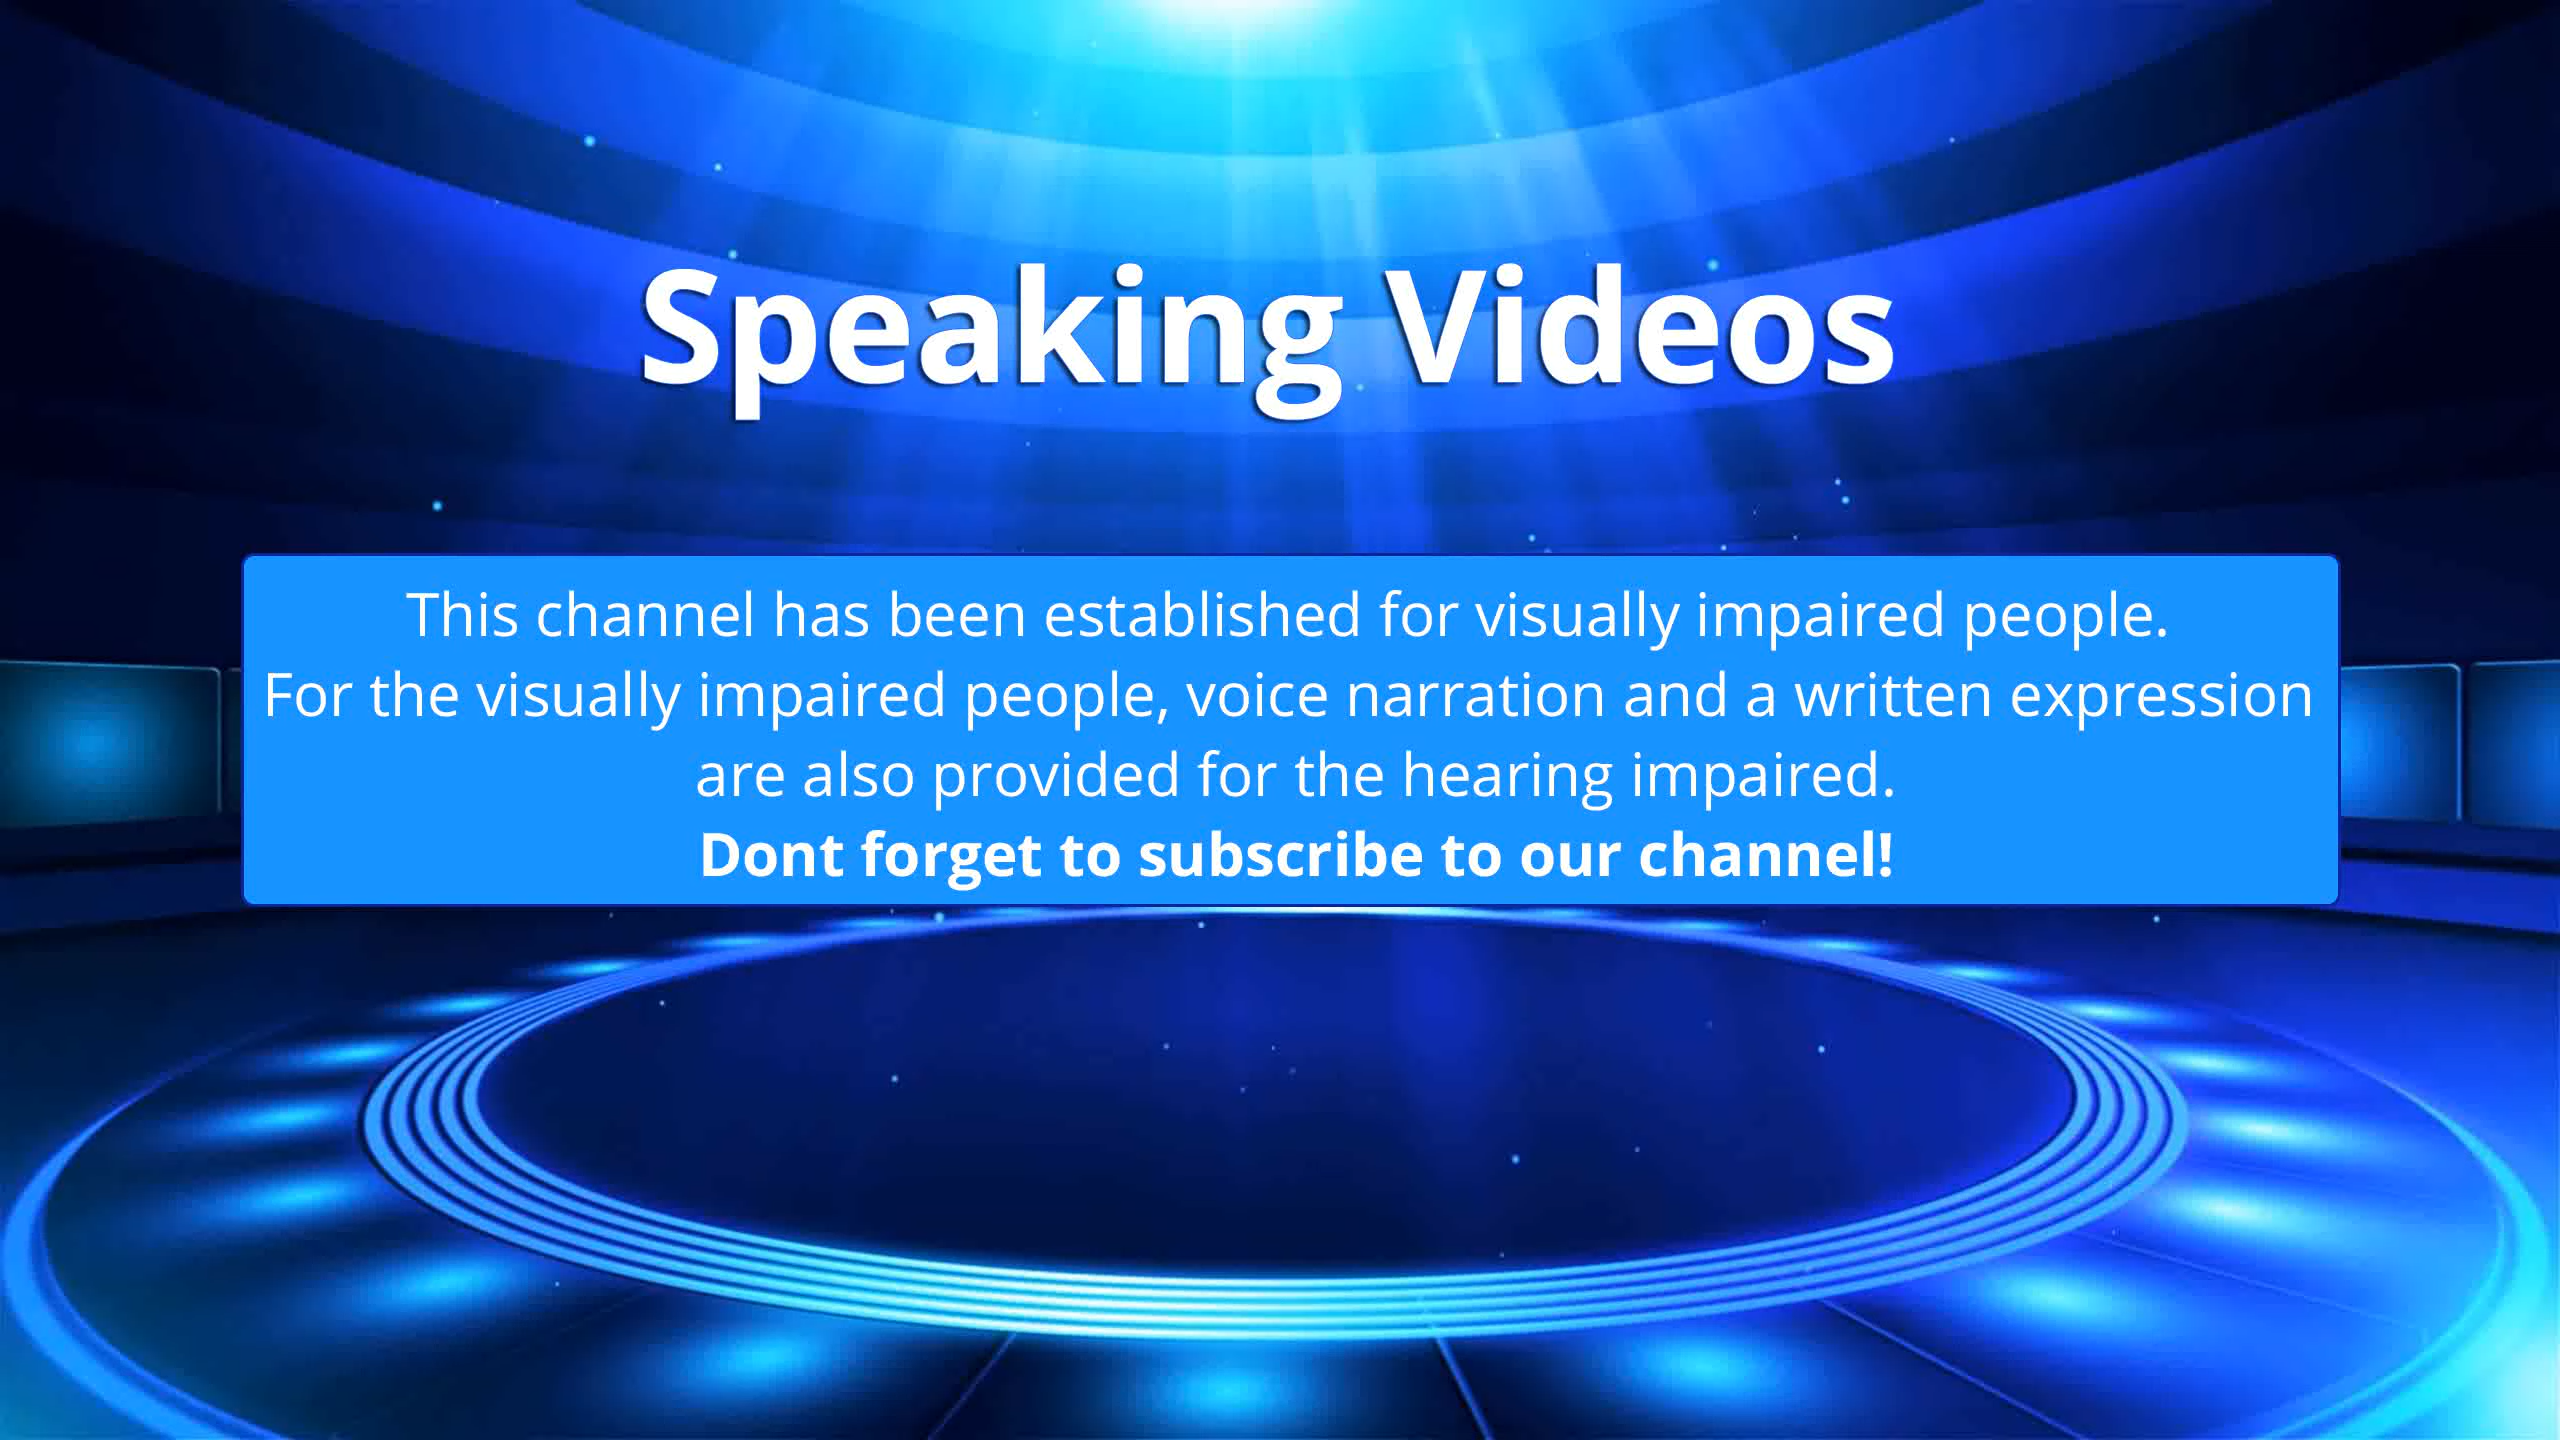 Speaking Videos
This channel has been established for visually impaired people.
For the visually impaired people, voice narration and a written expression
are also provided for the hearing impaired.
Dont forget to subscribe to our channel!